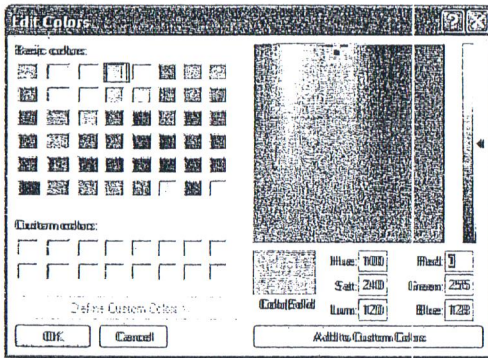 Edit Colors
Basic colors:
Custom colors:
Define Custom Colors >>
OK Cancel
Color|Solid
Hue: 100 Red:
Sat: 240 Green: 255
Lum: 120 Blue: 128
Add to Custom Colors